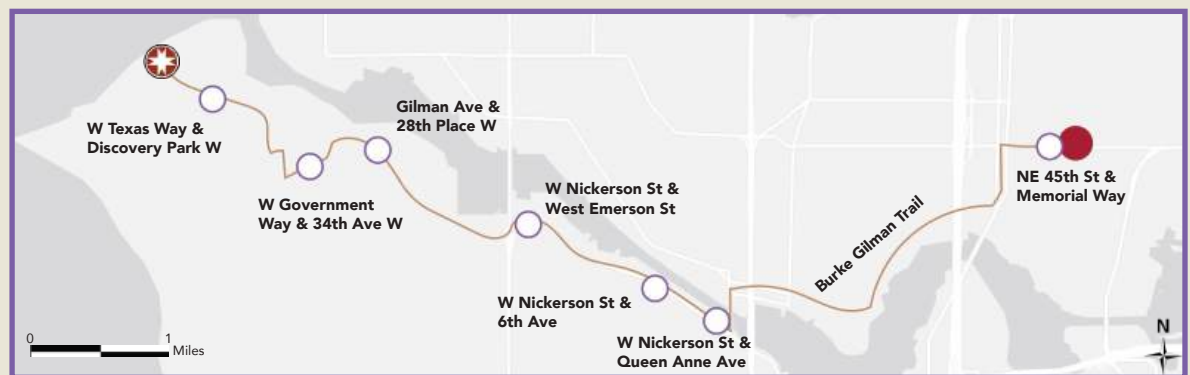 W Texas Way &
Discovery Park W
W Government
Way & 34th Ave W
Gilman Ave &
28th Place W
W Nickerson St &
West Emerson St
W Nickerson St &
6th Ave
W Nickerson St &
Queen Anne Ave
Burke Gilman Trail
NE 45th St &
Memorial Way
0 1
Miles
N